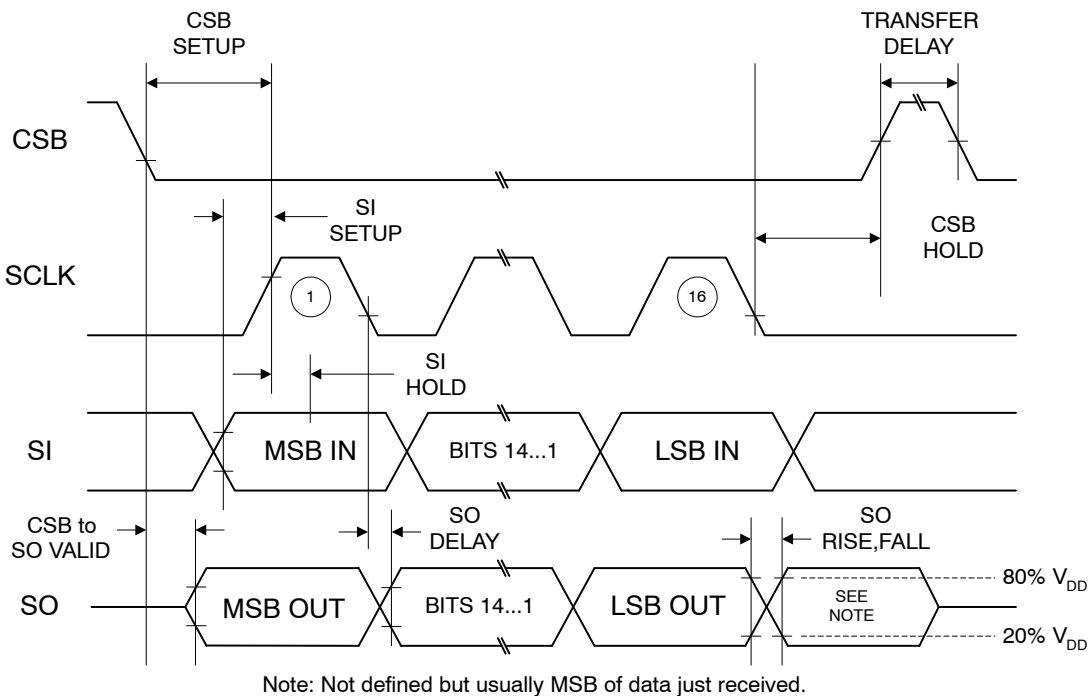 CSB
SETUP
TRANSFER
DELAY
CSB
SI
SETUP
CSB
HOLD
SCLK
1
16
SI
HOLD
SI
MSB IN
BITS 14...1
LSB IN
CSB to
SO VALID
SO
DELAY
SO
RISE,FALL
80% VDD
SO
MSB OUT
BITS 14...1
LSB OUT
SEE
NOTE
20% VDD
Note: Not defined but usually MSB of data just received.